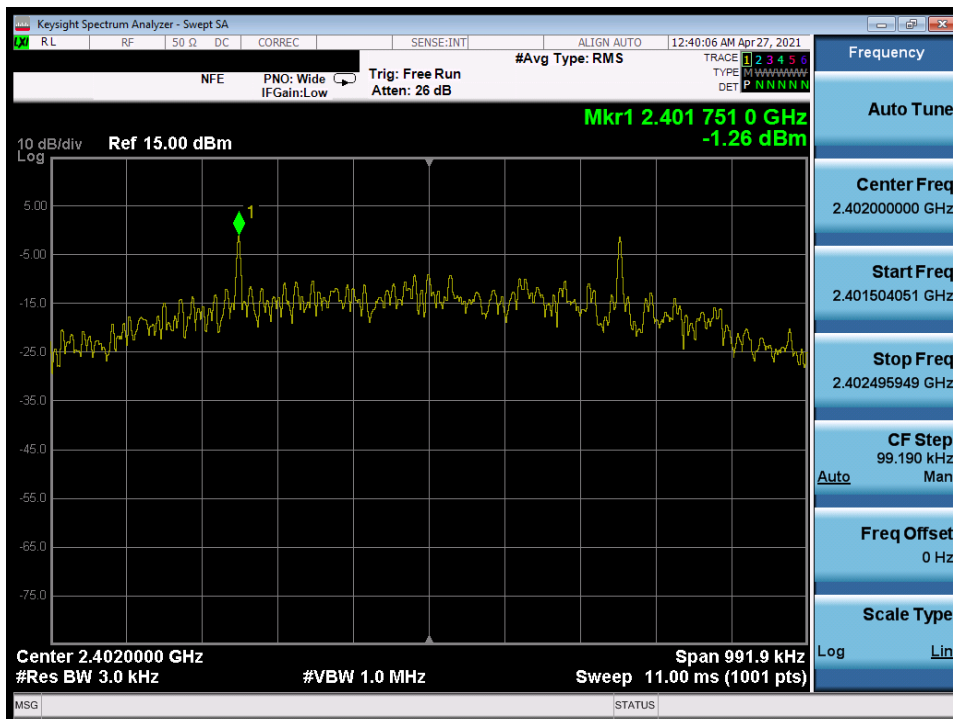 Keysight Spectrum Analyzer - Swept SA
LXI RL RF 50 Ω DC CORREC SENSE:INT ALIGN AUTO 12:40:06 AM Apr 27, 2021
#Avg Type: RMS TRACE 1 2 3 4 5 6
NFE PNO: Wide Trig: Free Run TYPE M WWWWW
IFGain:Low Atten: 26 dB DET P N N N N N
Mkr1 2.401 751 0 GHz
-1.26 dBm
10 dB/div Ref 15.00 dBm
Log
1
5.00
-5.00
-15.0
-25.0
-35.0
-45.0
-55.0
-65.0
-75.0
Center 2.4020000 GHz Span 991.9 kHz
#Res BW 3.0 kHz #VBW 1.0 MHz Sweep 11.00 ms (1001 pts)
MSG STATUS
Frequency
Auto Tune
Center Freq
2.402000000 GHz
Start Freq
2.401504051 GHz
Stop Freq
2.402495949 GHz
CF Step
99.190 kHz
Auto Man
Freq Offset
0 Hz
Scale Type
Log Lin